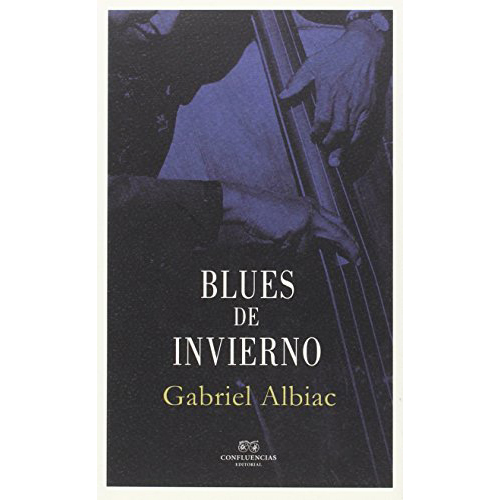 BLUES
DE
INVIERNO
Gabriel Albiac
CONFLUENCIAS
EDITORIAL